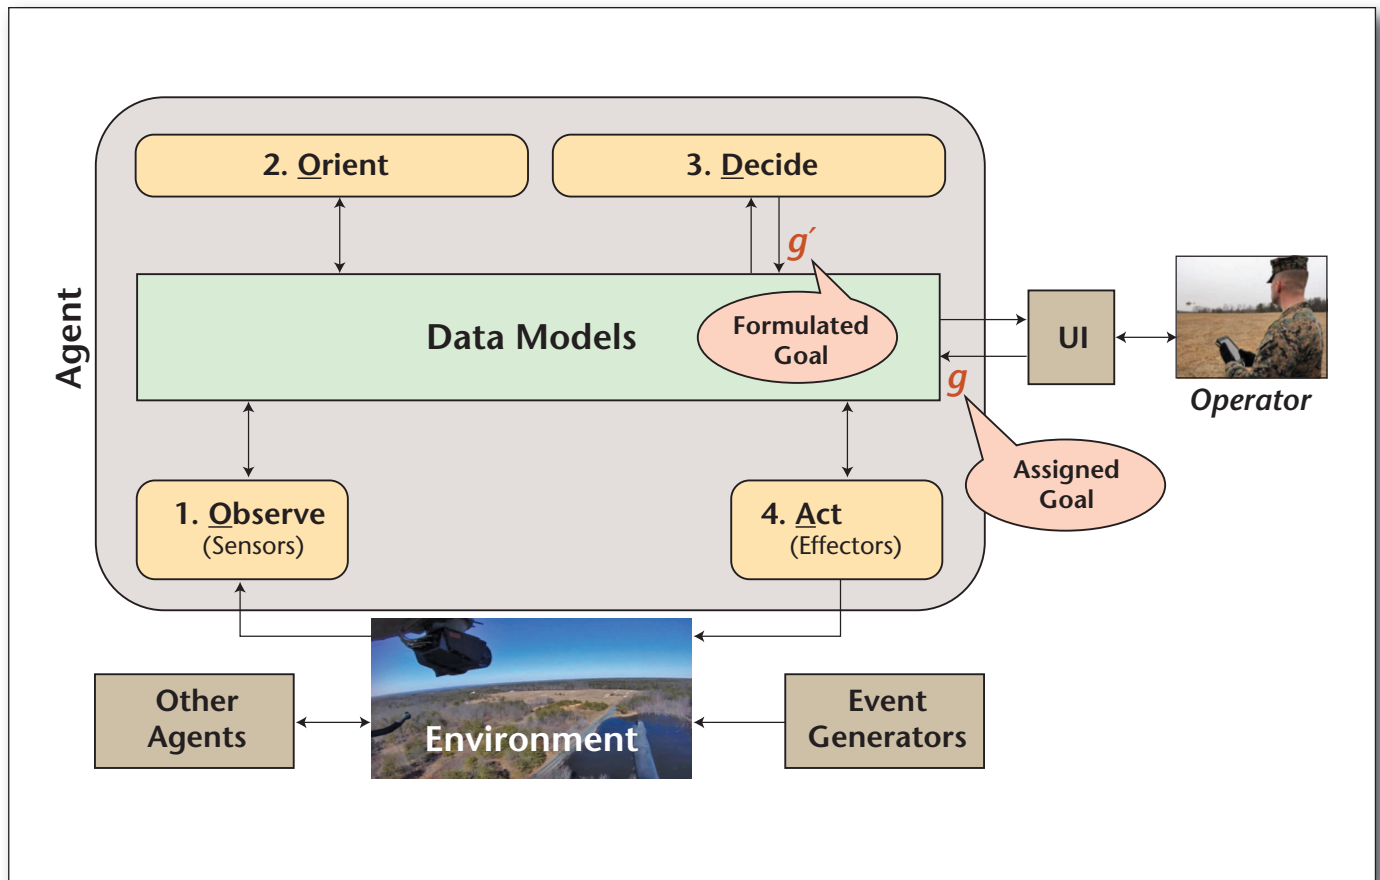 2. Orient
3. Decide
g′
Agent
Data Models
Formulated
Goal
UI
g
Operator
Assigned
Goal
1. Observe
(Sensors)
4. Act
(Effectors)
Other
Agents
Environment
Event
Generators